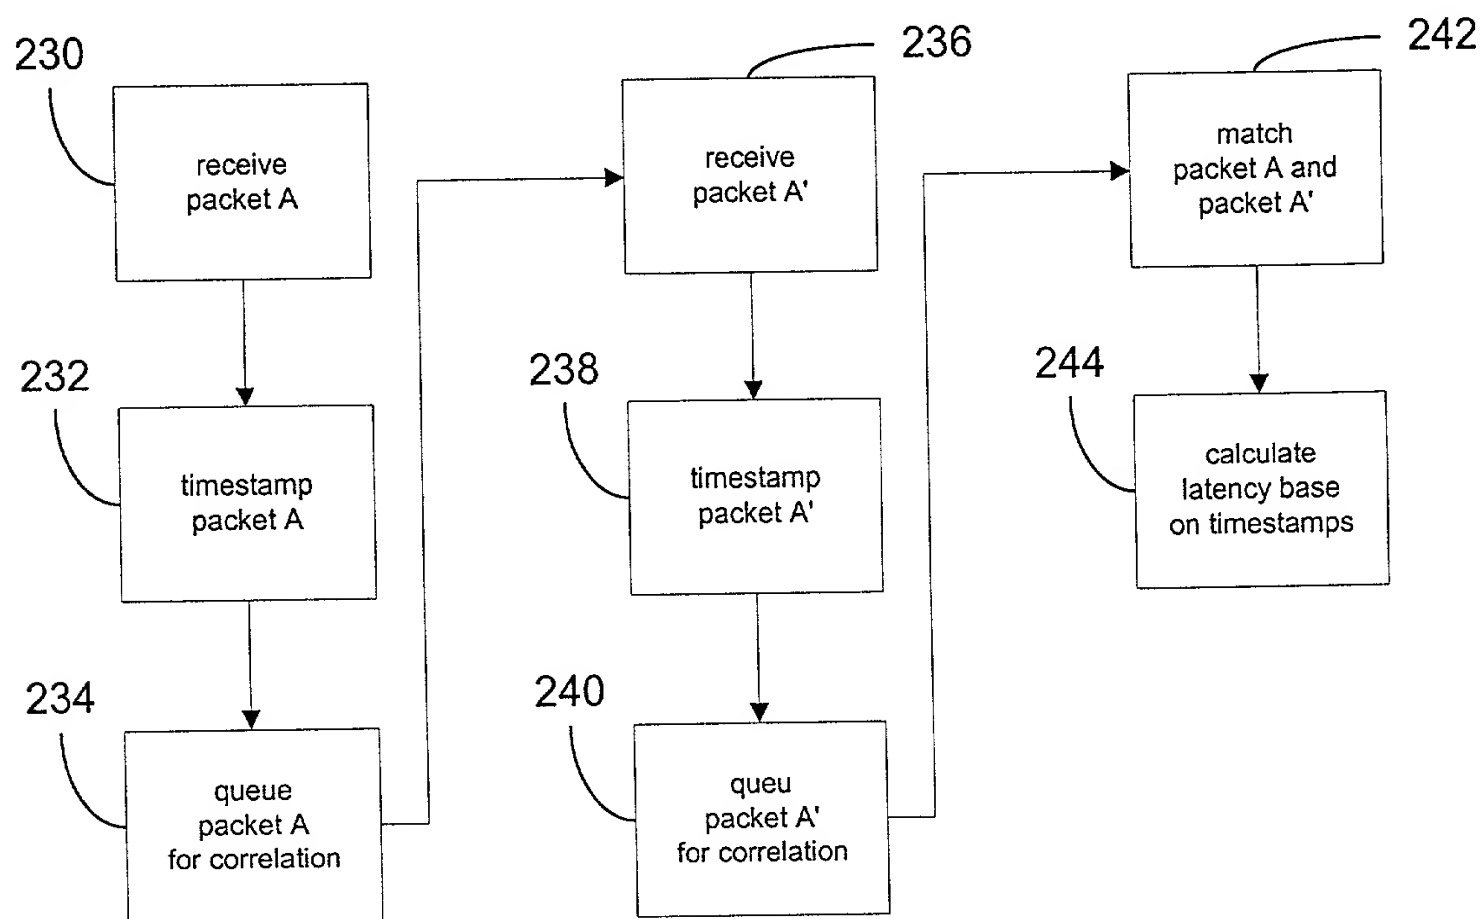 230
receive
packet A
232
timestamp
packet A
234
queue
packet A
for correlation
236
receive
packet A'
238
timestamp
packet A'
240
queu
packet A'
for correlation
242
match
packet A and
packet A'
244
calculate
latency base
on timestamps